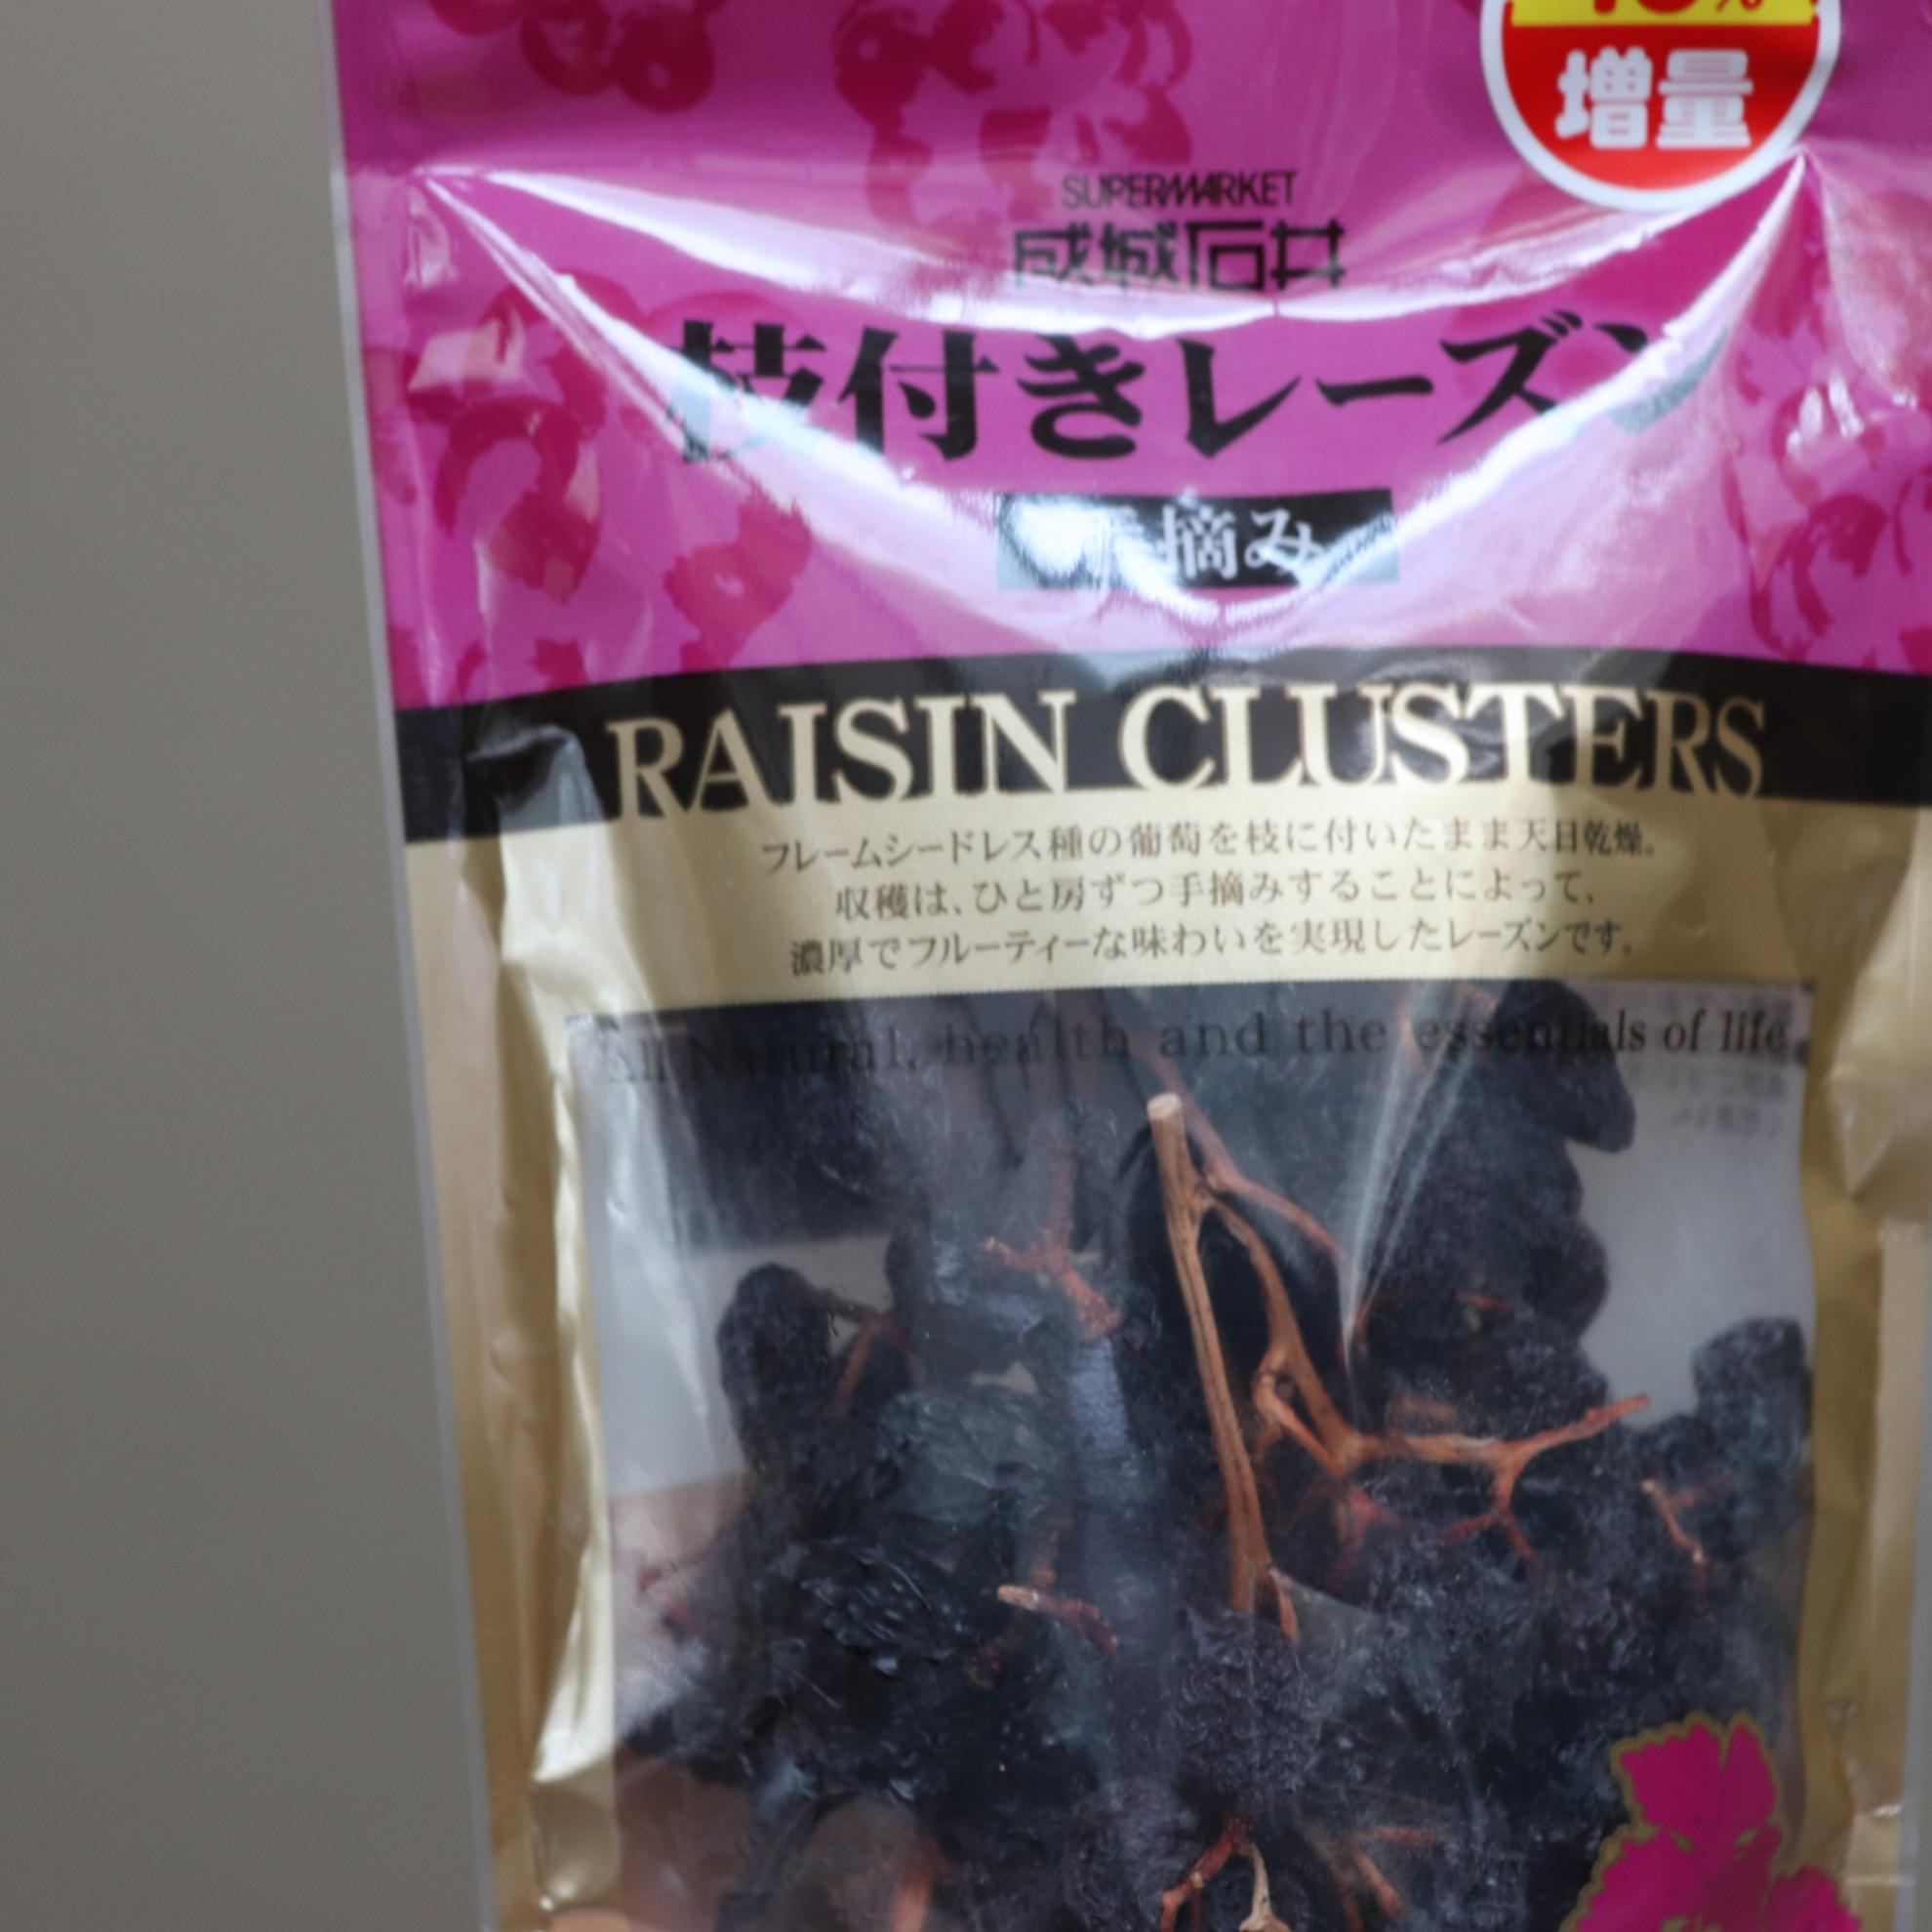 増量
SUPERMARKET
成城石井
枝付きレーズン
手摘み
RAISIN CLUSTERS
フレームシードレス種の葡萄を枝に付いたまま天日乾燥。
収穫は、ひと房ずつ手摘みすることによって、
濃厚でフルーティーな味わいを実現したレーズンです。
All Natural, health and the essentials of life